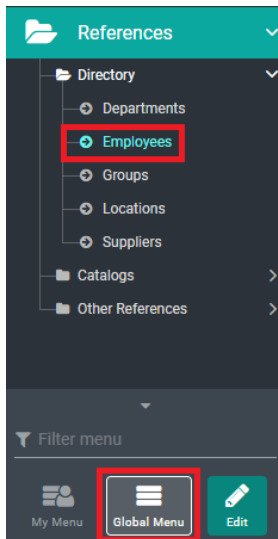 References
Directory
Departments
Employees
Groups
Locations
Suppliers
Catalogs
Other References
Filter menu
My Menu Global Menu Edit